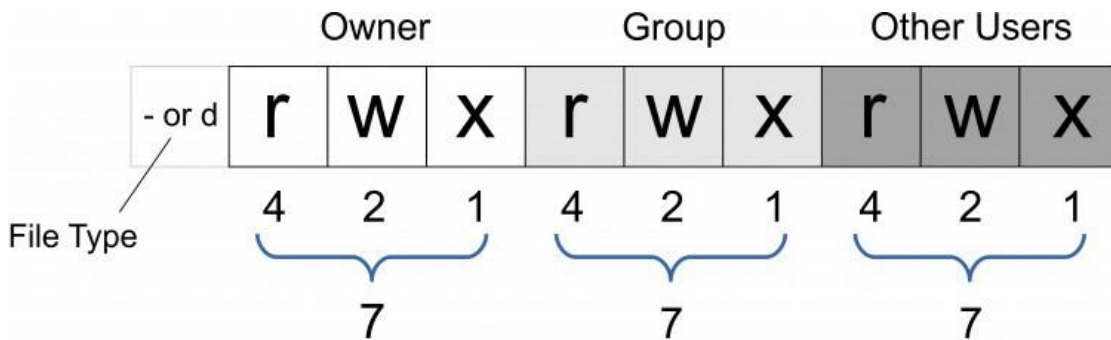 Owner Group Other Users
- or d r w x r w x r w x
4 2 1 4 2 1 4 2 1
File Type
7 7 7